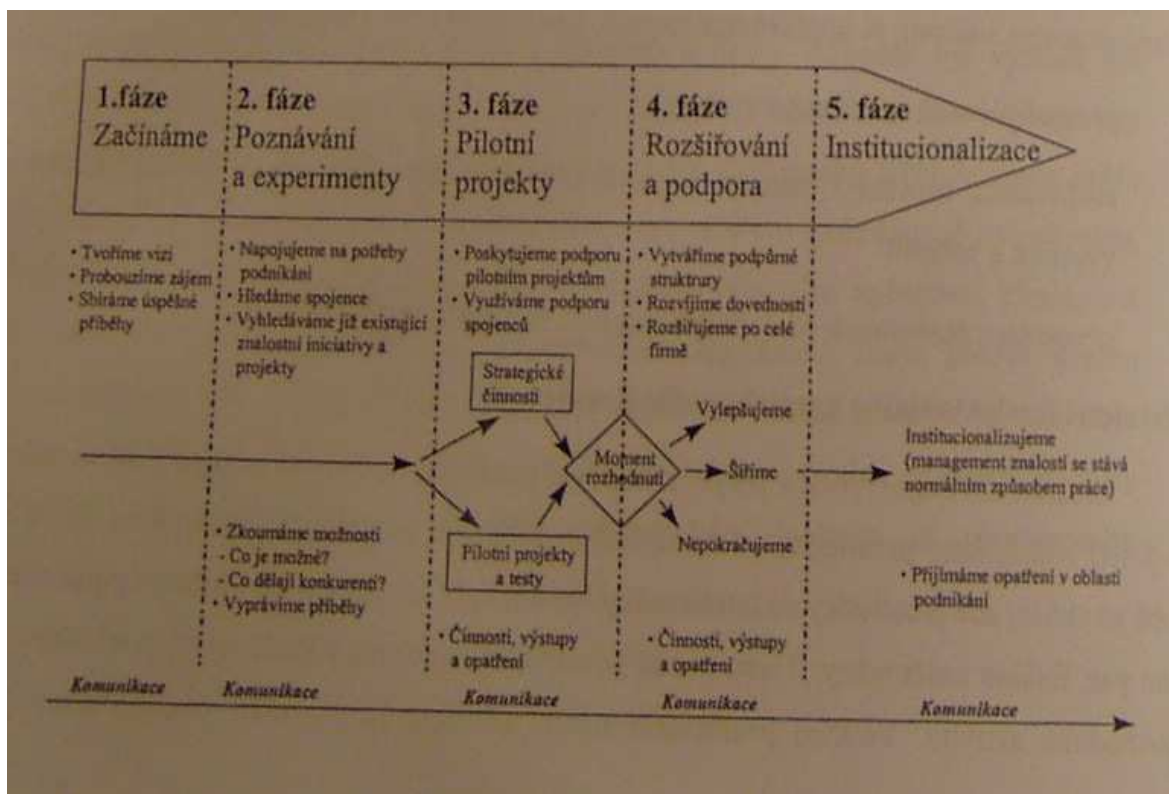 1.fáze
Začínáme
2. fáze
Poznávání
a experimenty
3. fáze
Pilotní
projekty
4. fáze
Rozšiřování
a podpora
5. fáze
Institucionalizace
• Tvoříme vizi
• Probouzíme zájem
• Sbíráme úspěšné
příběhy
• Napojujeme na potřeby
podnikání
• Hledáme spojence
• Vyhledáváme již existující
znalostní iniciativy a
projekty
• Poskytujeme podporu
pilotním projektům
• Využíváme podporu
spojenců
• Vytváříme podpůrné
struktrury
• Rozvíjíme dovednosti
• Rozšiřujeme po celé
firmě
Strategické
činnosti
Moment
rozhodnutí
Pilotní projekty
a testy
Vylepšujeme
Šíříme
Nepokračujeme
Institucionalizujeme
(management znalostí se stává
normálním způsobem práce)
• Zkoumáme možnosti
- Co je možné?
- Co dělají konkurenti?
• Vyprávíme příběhy
• Činnosti, výstupy
a opatření
• Činnosti, výstupy
a opatření
• Přijímáme opatření v oblasti
podnikání
Komunikace
Komunikace
Komunikace
Komunikace
Komunikace